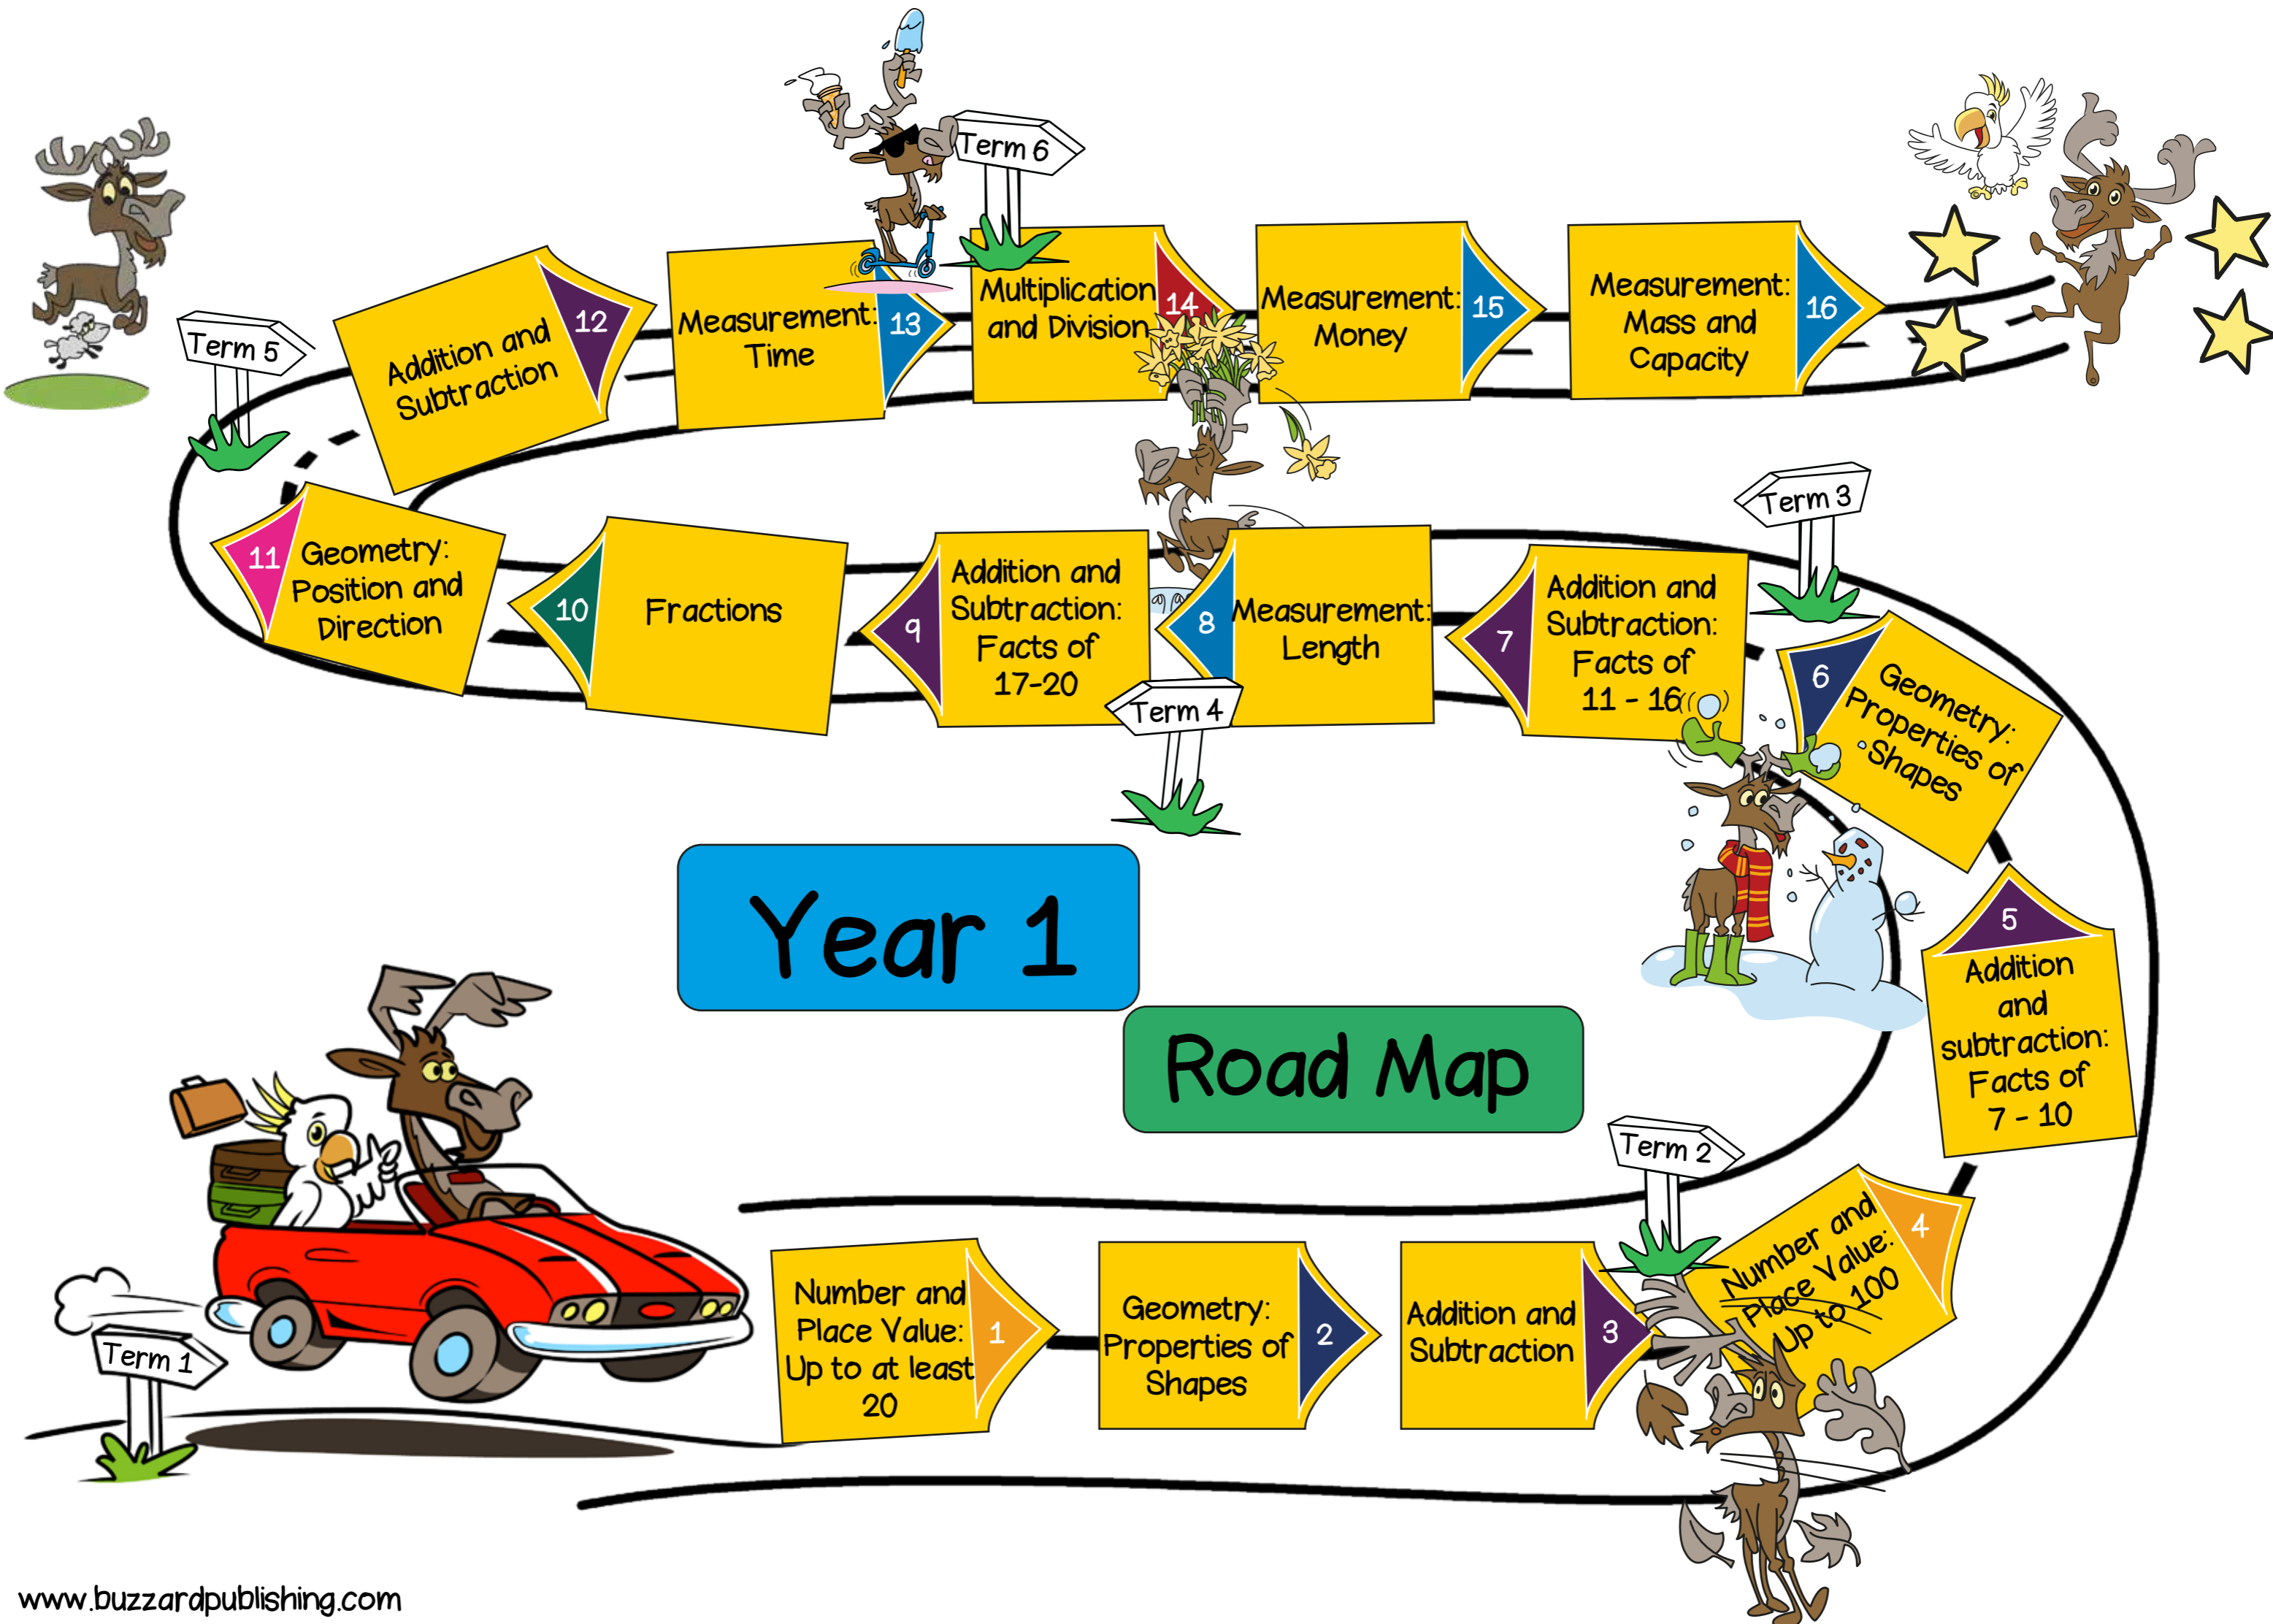 Year 1
Road Map
Term 1
Number and
Place Value:
Up to at least
20
1
Geometry:
Properties of
Shapes
2
Addition and
Subtraction
3
Term 2
Number and
Place Value:
Up to 100
4
5
Addition
and
subtraction:
Facts of
7 - 10
6
Geometry:
Properties of
Shapes
Term 3
7
Addition and
Subtraction:
Facts of
11 - 16
8
Measurement:
Length
Term 4
9
Addition and
Subtraction:
Facts of
17-20
10
Fractions
11
Geometry:
Position and
Direction
Term 5
Addition and
Subtraction
12
Measurement:
Time
13
Term 6
Multiplication
and Division
14
Measurement:
Money
15
Measurement:
Mass and
Capacity
16
www.buzzardpublishing.com